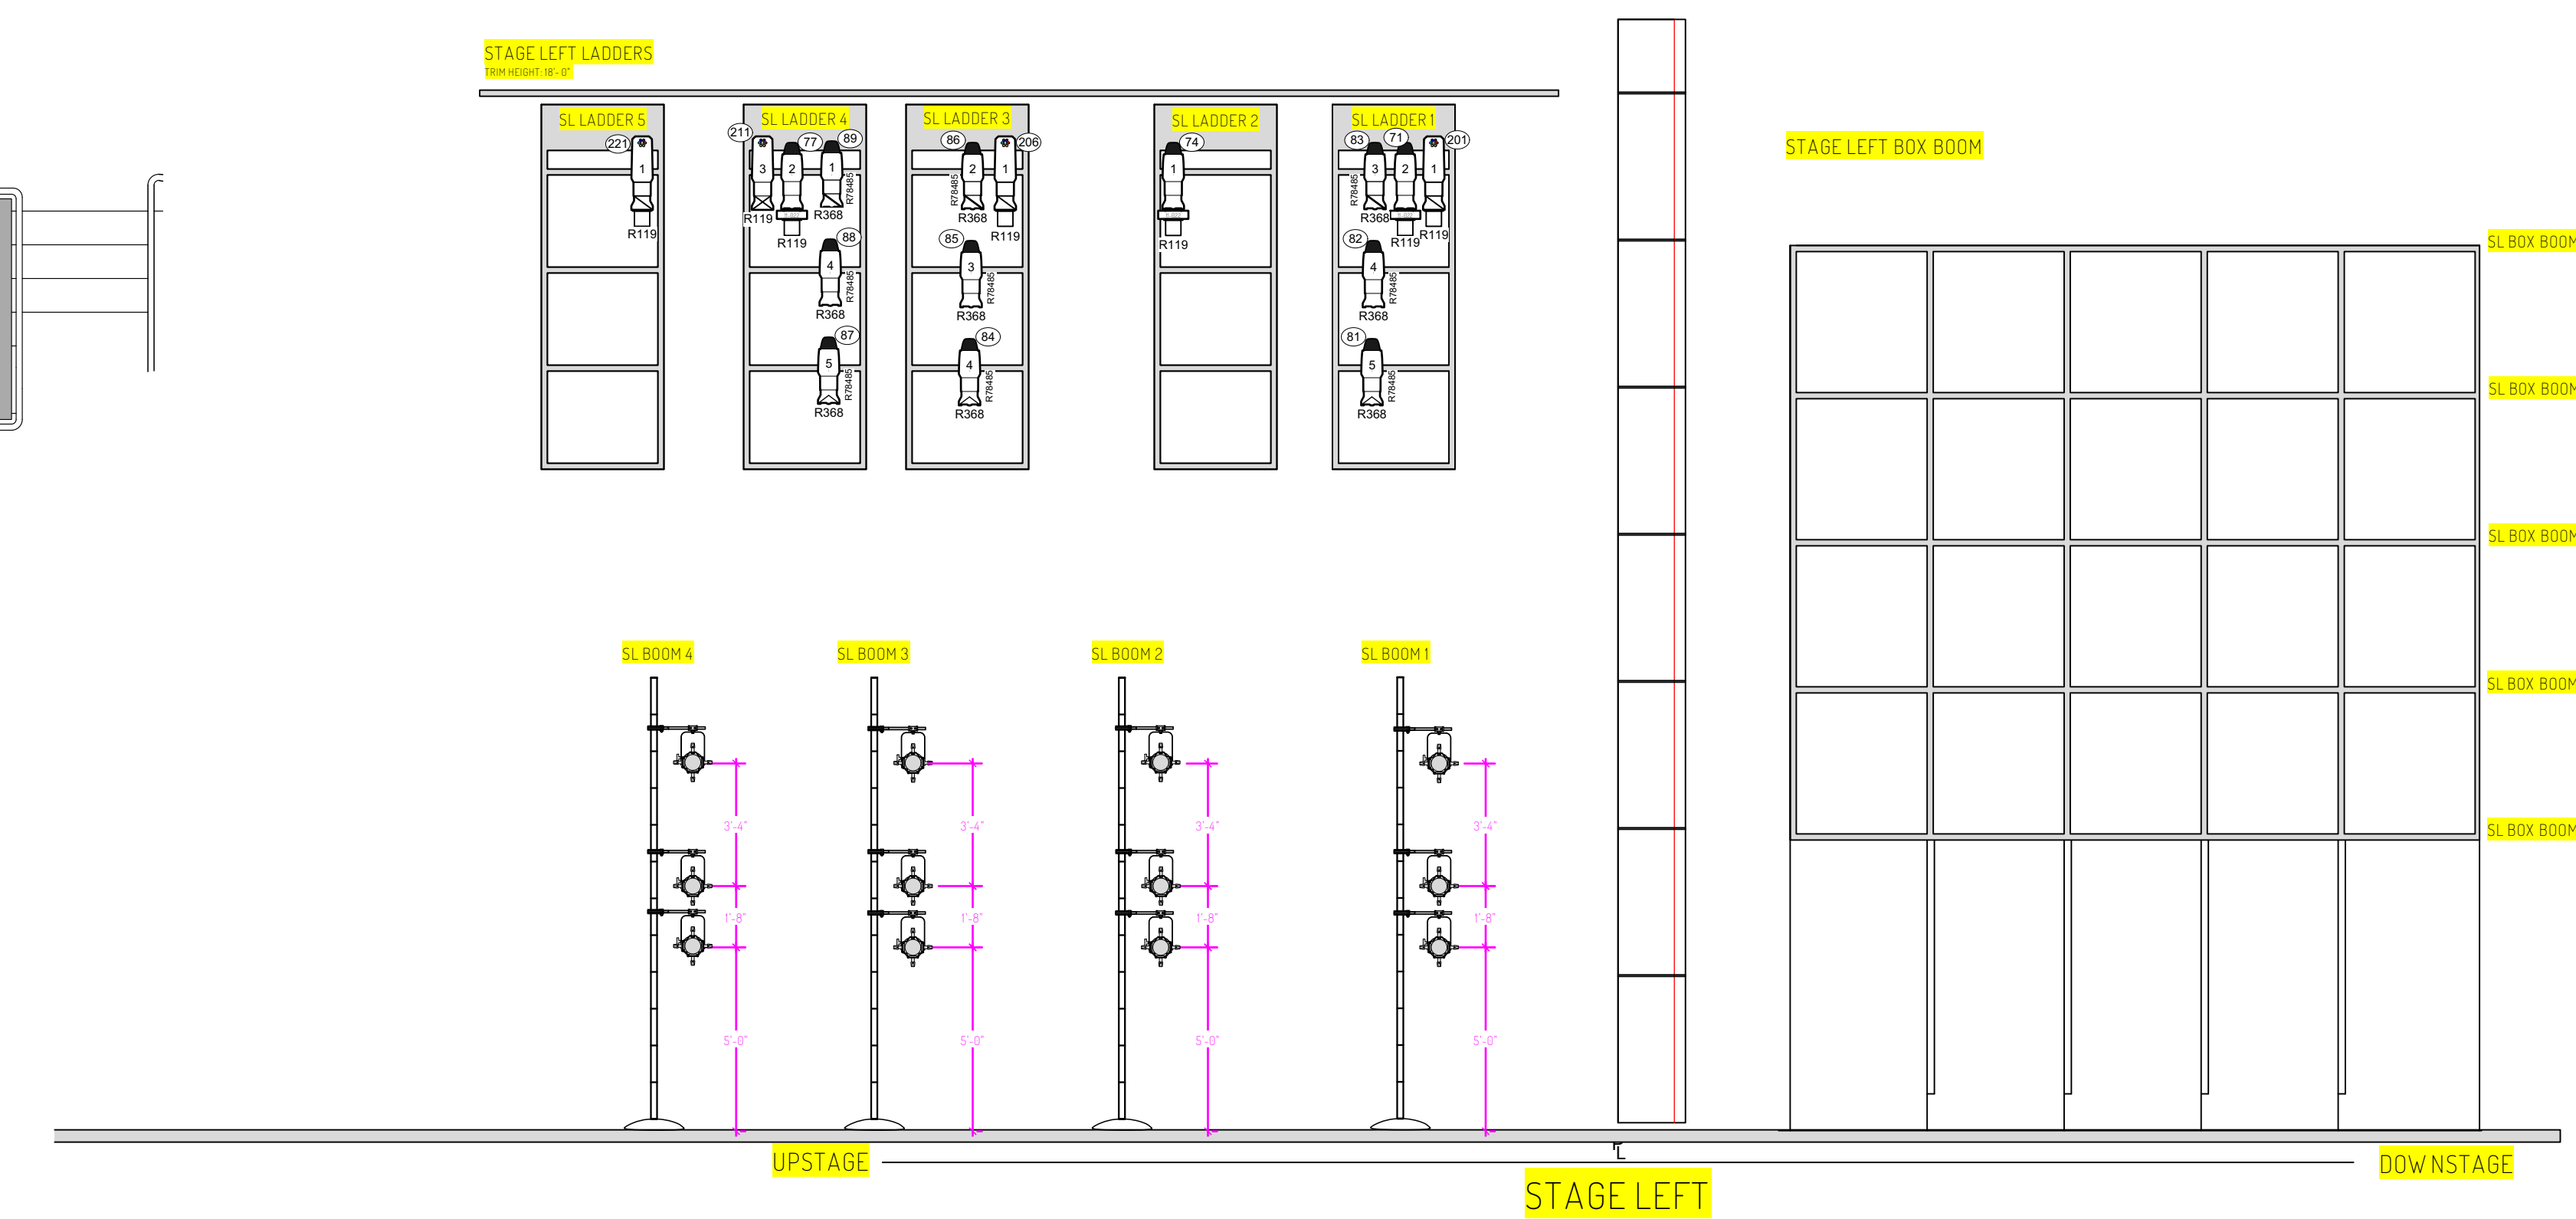 STAGE LEFT LADDERS
TRIM HEIGHT: 18'- 0"
SL LADDER 5
221
1
R119
SL LADDER 4
211
77
89
3
2
1
R78485
R119
R119
R368
88
4
R78485
R368
87
5
R78485
R368
SL LADDER 3
86
206
2
1
R78485
R368
R119
85
3
R78485
R368
84
4
R78485
R368
SL LADDER 2
74
1
R119
SL LADDER 1
83
71
201
3
2
1
R78485
R368
R119
R119
82
4
R78485
R368
81
5
R78485
R368
STAGE LEFT BOX BOOM
SL BOX BOOM
SL BOX BOOM
SL BOX BOOM
SL BOX BOOM
SL BOX BOOM
SL BOOM 4
3'-4"
1'-8"
5'-0"
SL BOOM 3
3'-4"
1'-8"
5'-0"
SL BOOM 2
3'-4"
1'-8"
5'-0"
SL BOOM 1
3'-4"
1'-8"
5'-0"
UPSTAGE
PL
DOWNSTAGE
STAGE LEFT